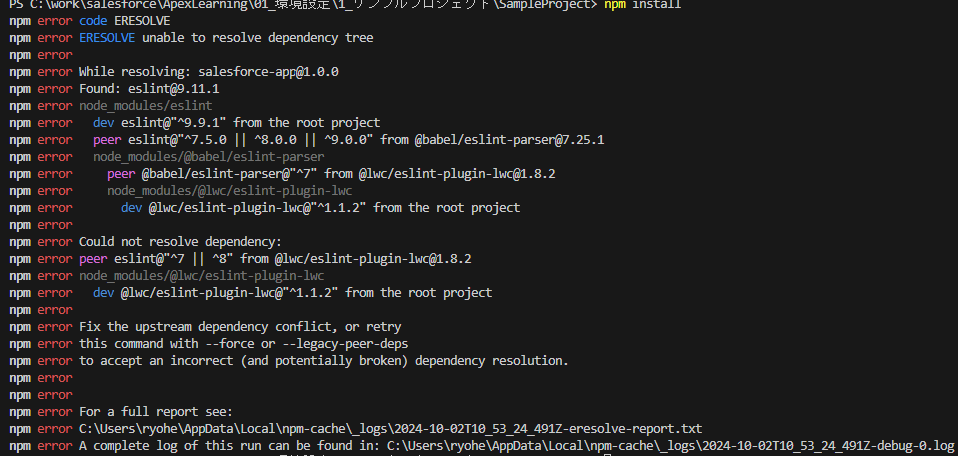 PS C:\work\salesforce\ApexLearning\01_環境設定\1_サンプルプロジェクト\SampleProject> npm install
npm error code ERESOLVE
npm error ERESOLVE unable to resolve dependency tree
npm error
npm error While resolving: salesforce-app@1.0.0
npm error Found: eslint@9.11.1
npm error node_modules/eslint
npm error   dev eslint@"^9.9.1" from the root project
npm error   peer eslint@"^7.5.0 || ^8.0.0 || ^9.0.0" from @babel/eslint-parser@7.25.1
npm error   node_modules/@babel/eslint-parser
npm error     peer @babel/eslint-parser@"^7" from @lwc/eslint-plugin-lwc@1.8.2
npm error     node_modules/@lwc/eslint-plugin-lwc
npm error       dev @lwc/eslint-plugin-lwc@"^1.1.2" from the root project
npm error
npm error Could not resolve dependency:
npm error peer eslint@"^7 || ^8" from @lwc/eslint-plugin-lwc@1.8.2
npm error node_modules/@lwc/eslint-plugin-lwc
npm error   dev @lwc/eslint-plugin-lwc@"^1.1.2" from the root project
npm error
npm error Fix the upstream dependency conflict, or retry
npm error this command with --force or --legacy-peer-deps
npm error to accept an incorrect (and potentially broken) dependency resolution.
npm error
npm error
npm error For a full report see:
npm error C:\Users\ryohe\AppData\Local\npm-cache\_logs\2024-10-02T10_53_24_491Z-eresolve-report.txt
npm error A complete log of this run can be found in: C:\Users\ryohe\AppData\Local\npm-cache\_logs\2024-10-02T10_53_24_491Z-debug-0.log